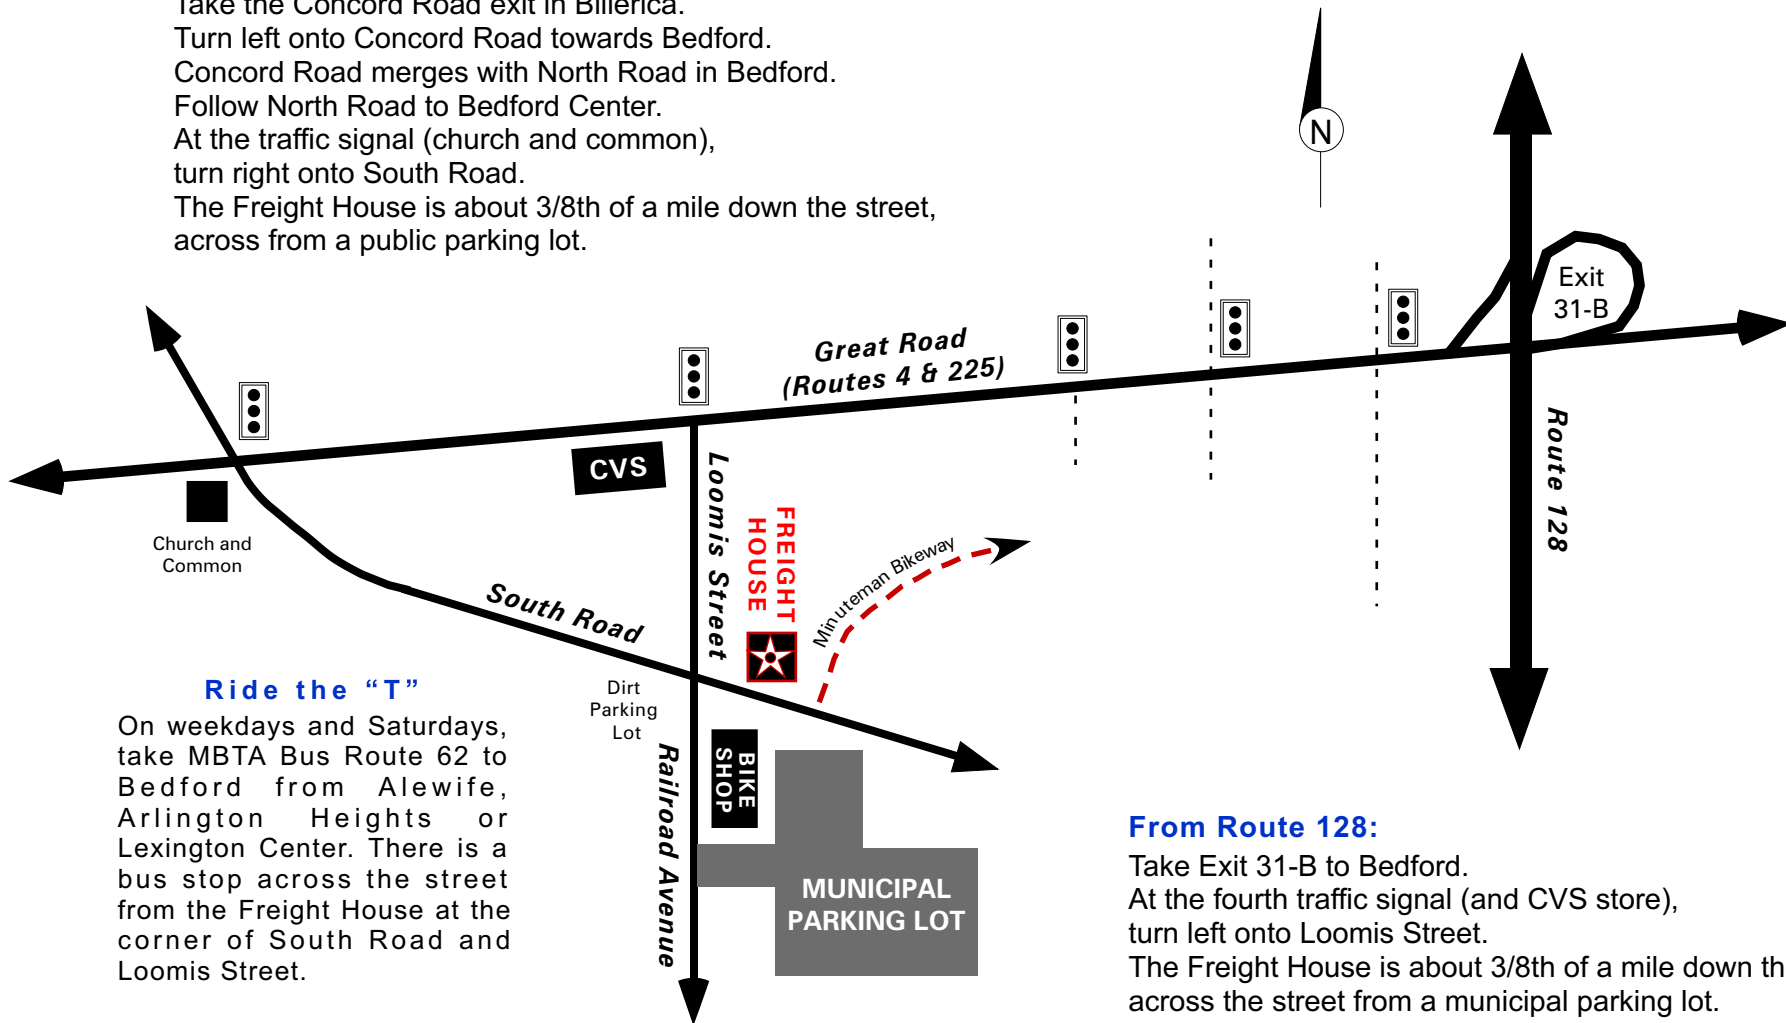 Take the Concord Road exit in Billerica.
Turn left onto Concord Road towards Bedford.
Concord Road merges with North Road in Bedford.
Follow North Road to Bedford Center.
At the traffic signal (church and common),
turn right onto South Road.
The Freight House is about 3/8th of a mile down the street,
across from a public parking lot.
N
Exit
31-B
Great Road
(Routes 4 & 225)
Route 128
CVS
Loomis Street
Church and
Common
FREIGHT
HOUSE
Minuteman Bikeway
South Road
Dirt
Parking
Lot
Railroad Avenue
BIKE
SHOP
MUNICIPAL
PARKING LOT
Ride the “T”
On weekdays and Saturdays,
take MBTA Bus Route 62 to
Bedford from Alewife,
Arlington Heights or
Lexington Center. There is a
bus stop across the street
from the Freight House at the
corner of South Road and
Loomis Street.
From Route 128:
Take Exit 31-B to Bedford.
At the fourth traffic signal (and CVS store),
turn left onto Loomis Street.
The Freight House is about 3/8th of a mile down th
across the street from a municipal parking lot.